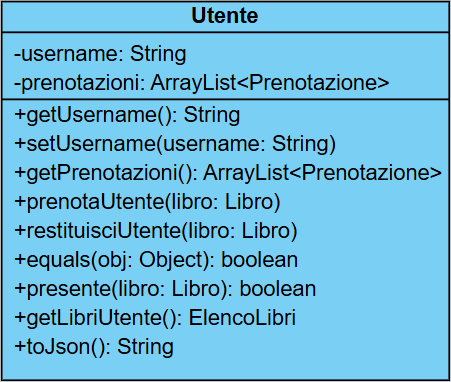 Utente
-username: String
-prenotazioni: ArrayList<Prenotazione>
+getUsername(): String
+setUsername(username: String)
+getPrenotazioni(): ArrayList<Prenotazione>
+prenotaUtente(libro: Libro)
+restituisciUtente(libro: Libro)
+equals(obj: Object): boolean
+presente(libro: Libro): boolean
+getLibriUtente(): ElencoLibri
+toJson(): String